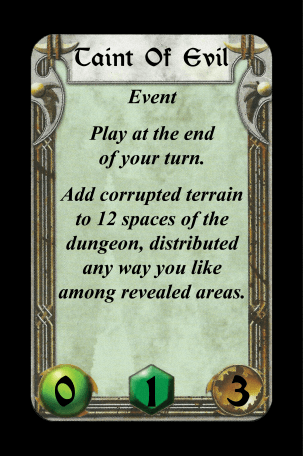 Taint Of Evil
Event
Play at the end
of your turn.
Add corrupted terrain
to 12 spaces of the
dungeon, distributed
any way you like
among revealed areas.
0 1 3